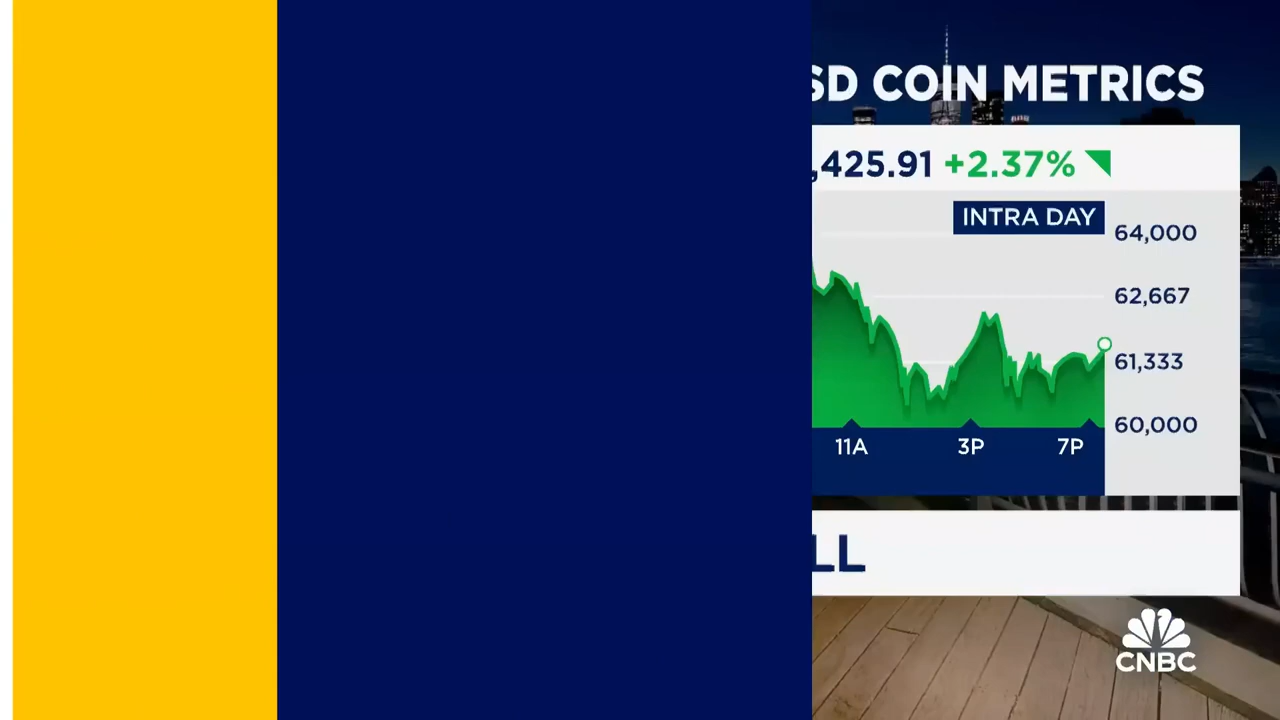 SD COIN METRICS
,425.91 +2.37%
INTRA DAY
64,000
62,667
61,333
60,000
11A 3P 7P
LL
CNBC